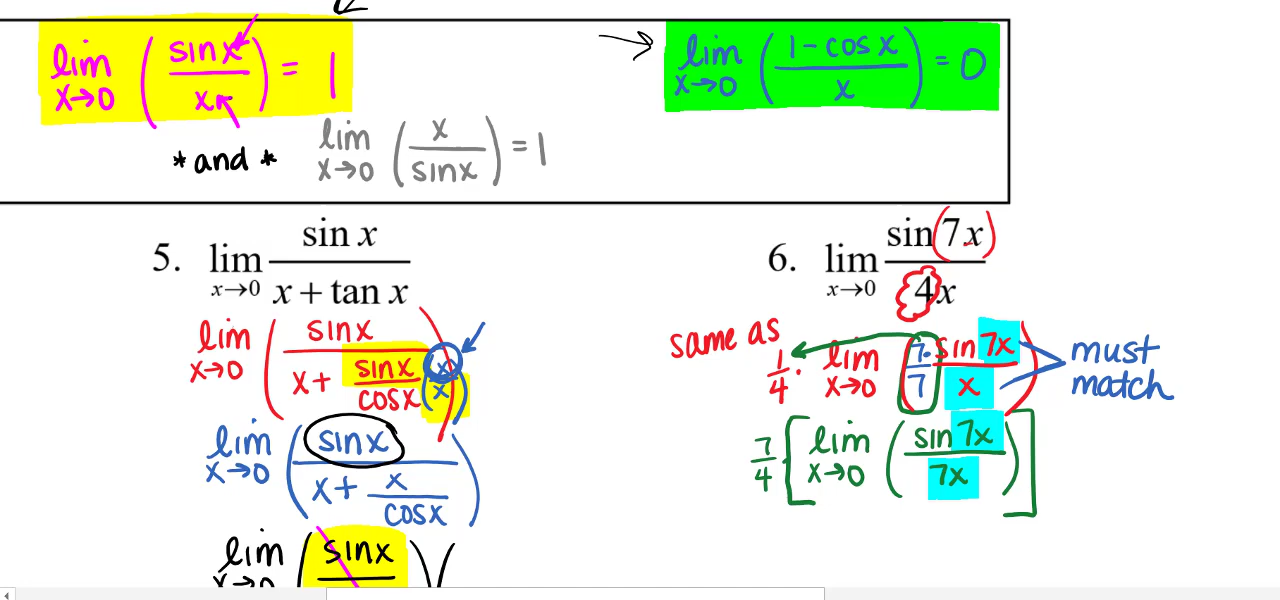 lim x→0 (sin x / x) = 1
lim x→0 (1 - cos x / x) = 0
* and * lim x→0 (x / sin x) = 1
5. lim x→0 sin x / x + tan x
lim x→0 (sin x / x + sin x / cos x (x / x))
lim x→0 (sin x / x + x / cos x)
lim x→0 (sin x
6. lim x→0 sin(7x) / 4x
same as
1/4 · lim x→0 (7/7 · sin 7x / x) must match
7/4 [lim x→0 (sin 7x / 7x)]